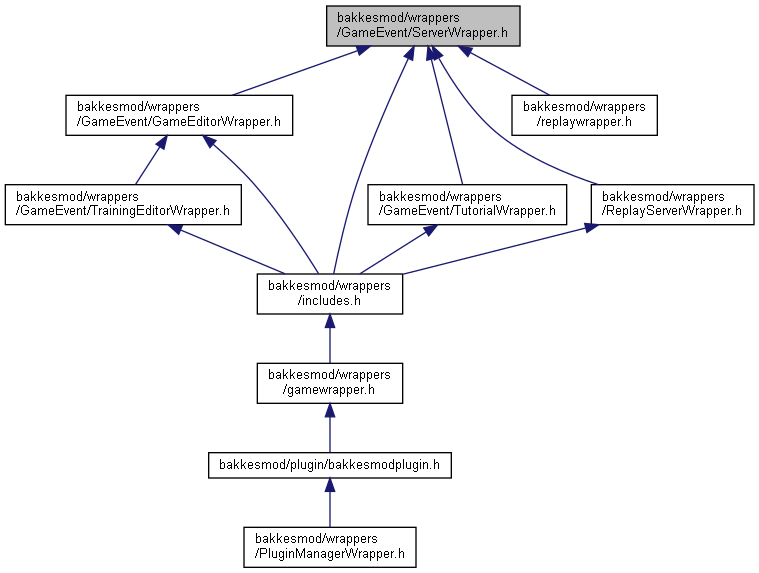 bakkesmod/wrappers
/GameEvent/ServerWrapper.h
bakkesmod/wrappers
/GameEvent/GameEditorWrapper.h
bakkesmod/wrappers
/replaywrapper.h
bakkesmod/wrappers
/GameEvent/TrainingEditorWrapper.h
bakkesmod/wrappers
/GameEvent/TutorialWrapper.h
bakkesmod/wrappers
/ReplayServerWrapper.h
bakkesmod/wrappers
/includes.h
bakkesmod/wrappers
/gamewrapper.h
bakkesmod/plugin/bakkesmodplugin.h
bakkesmod/wrappers
/PluginManagerWrapper.h